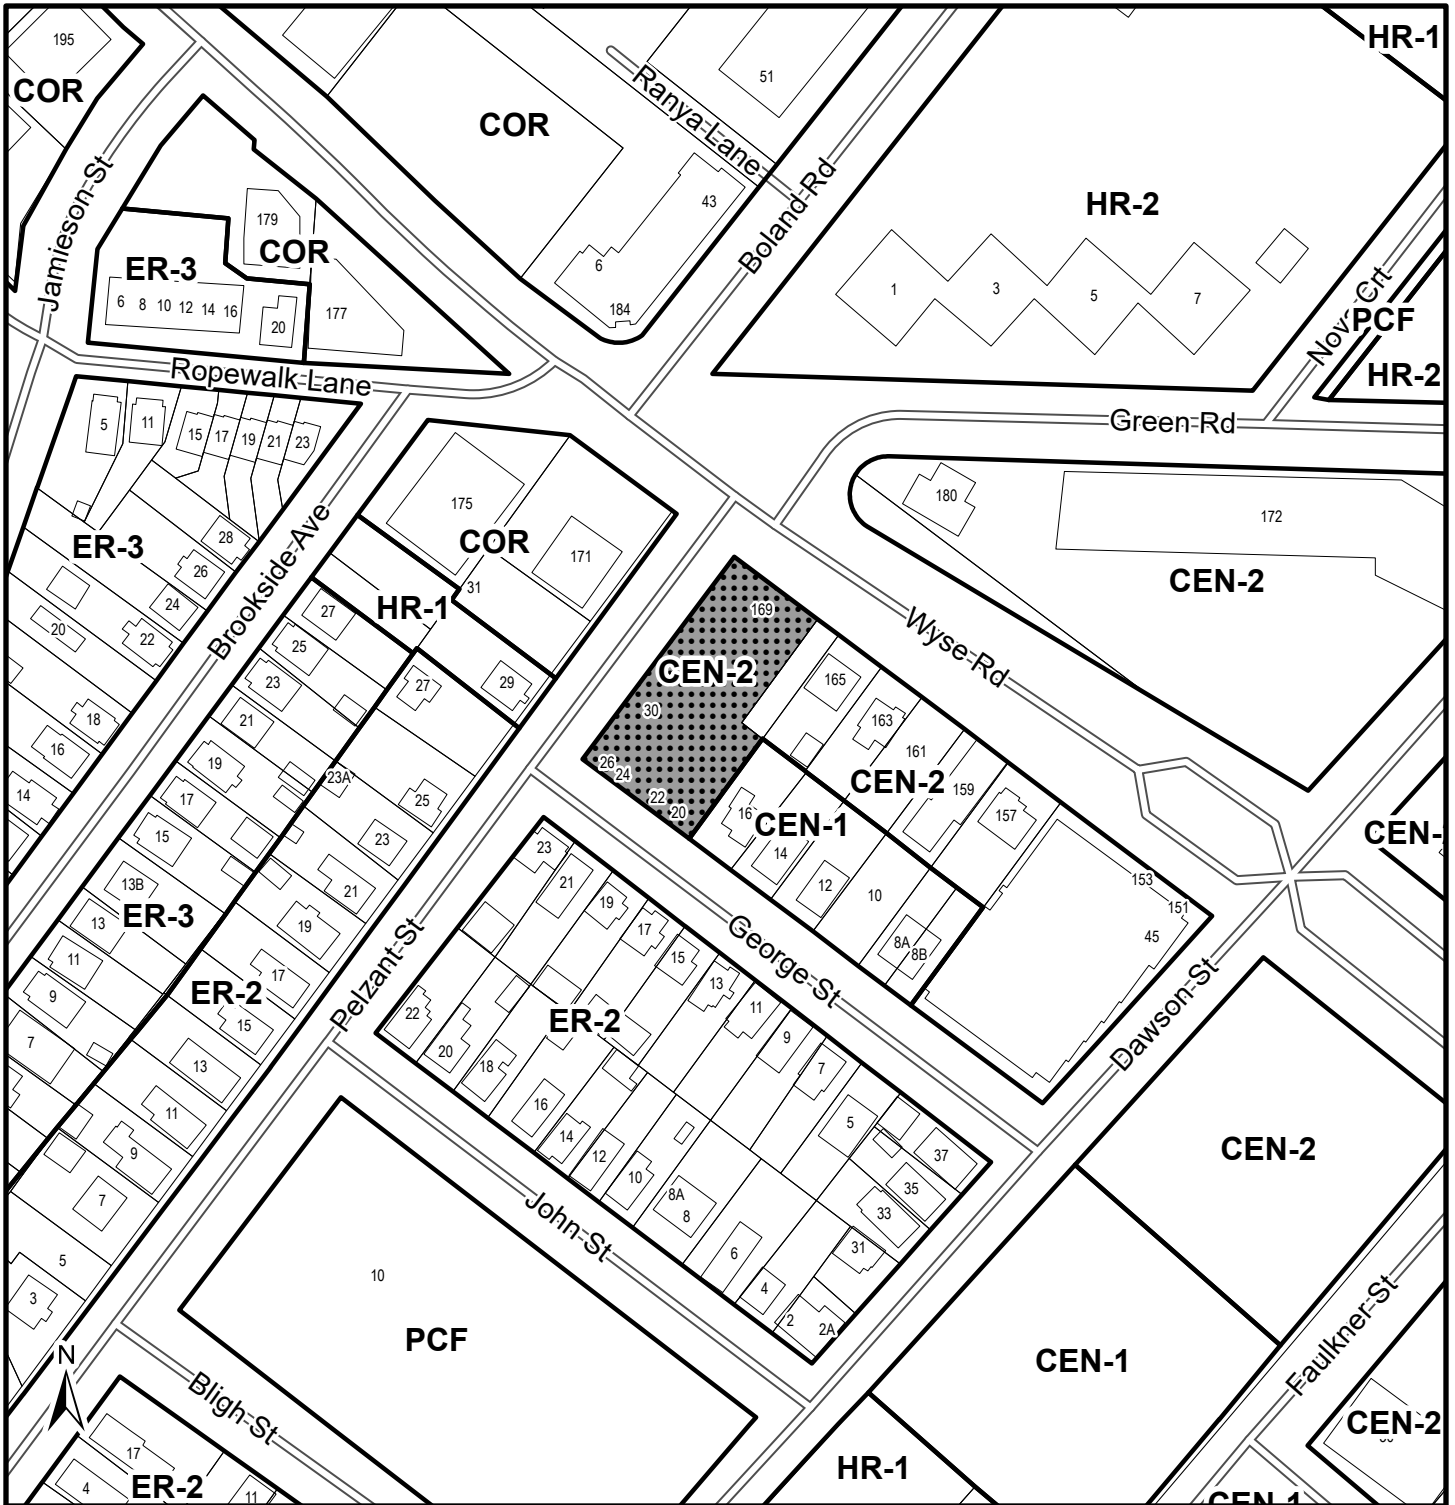 195
COR
51
HR-1
Ranya Lane
COR
43
Boland Rd
HR-2
Jamieson St
179
COR
ER-3
6
8
10
12
14
16
20
177
6
184
1
3
5
7
Nova Crt
PCF
HR-2
Ropewalk Lane
Green Rd
5
11
15
17
19
21
23
175
COR
171
31
180
172
CEN-2
ER-3
28
26
24
22
20
18
16
14
Brookside Ave
HR-1
27
25
23
21
19
17
15
13B
13
11
9
7
ER-3
29
27
23A
25
23
21
19
17
15
13
11
9
7
5
3
ER-2
169
CEN-2
30
26
24
22
20
Wyse Rd
165
163
161
159
157
CEN-2
153
151
45
CEN-1
16
14
12
10
8A
8B
CEN-
Pelzant St
George St
Dawson St
23
21
19
17
15
13
11
9
7
5
37
35
33
31
ER-2
22
20
18
16
14
12
10
8A
8
6
4
2
2A
John St
CEN-2
CEN-1
Faulkner St
10
PCF
N
Bligh St
17
4
ER-2
11
HR-1
CEN-2
CEN-1